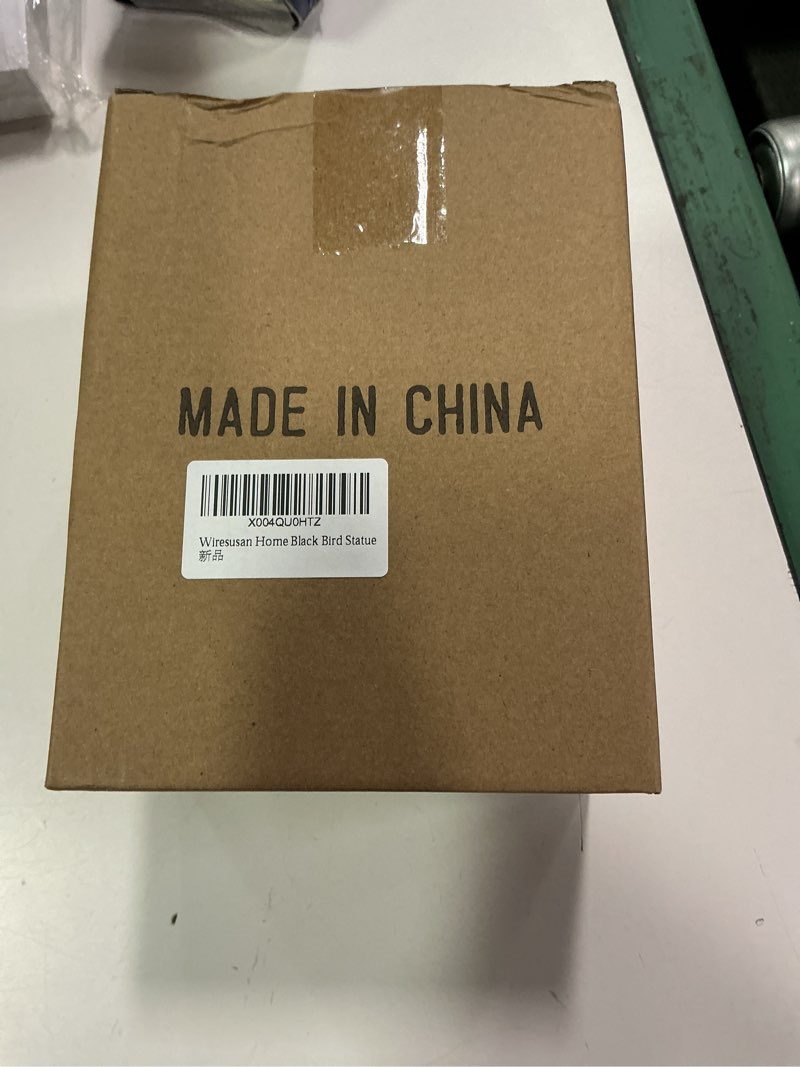 MADE IN CHINA
X004QU0HTZ
Wiresusan Home Black Bird Statue
新品